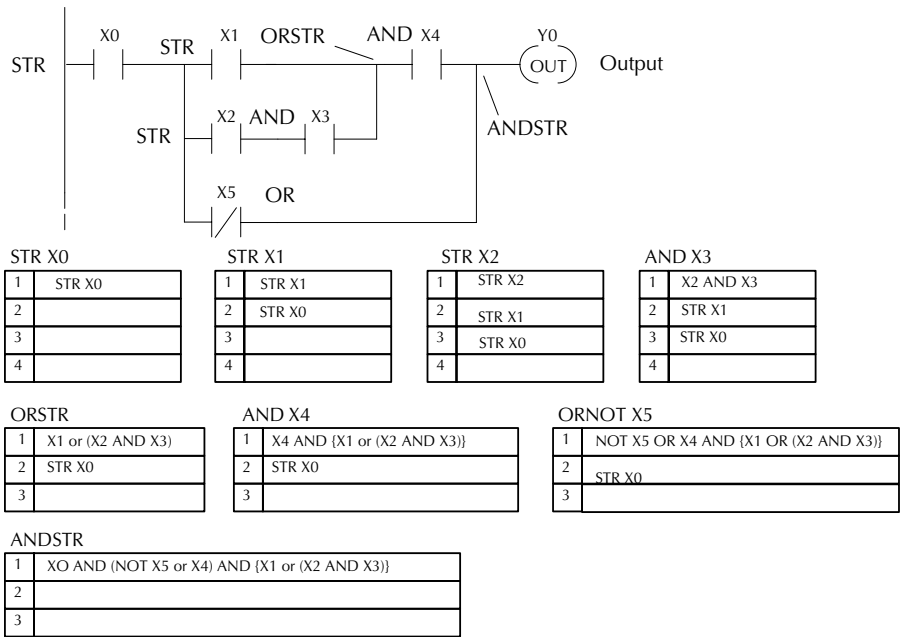 X0
STR
X1
ORSTR
AND X4
Y0
STR
OUT
Output
X2
AND
X3
ANDSTR
STR
X5
OR
STR X0
1 STR X0
2
3
4
STR X1
1 STR X1
2 STR X0
3
4
STR X2
1 STR X2
2 STR X1
3 STR X0
4
AND X3
1 X2 AND X3
2 STR X1
3 STR X0
4
ORSTR
1 X1 or (X2 AND X3)
2 STR X0
3
AND X4
1 X4 AND {X1 or (X2 AND X3)}
2 STR X0
3
ORNOT X5
1 NOT X5 OR X4 AND {X1 OR (X2 AND X3)}
2 STR X0
3
ANDSTR
1 XO AND (NOT X5 or X4) AND {X1 or (X2 AND X3)}
2
3